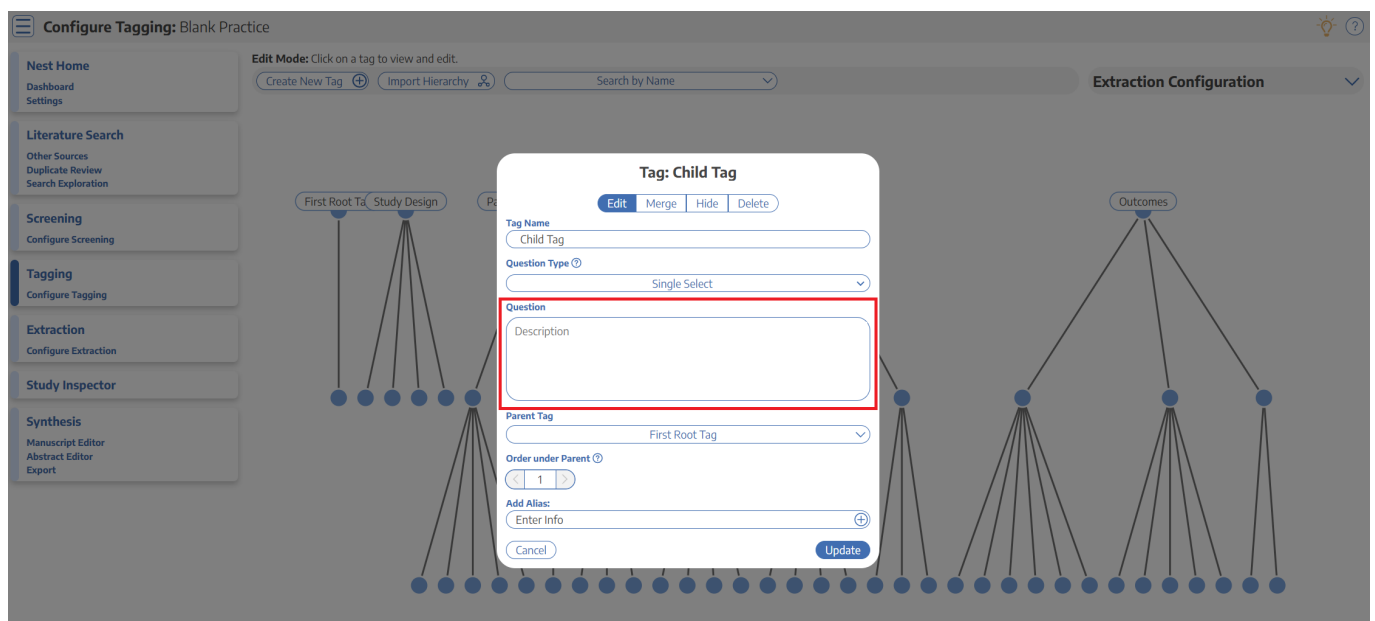 Configure Tagging: Blank Practice
Nest Home
Dashboard
Settings
Literature Search
Other Sources
Duplicate Review
Search Exploration
Screening
Configure Screening
Tagging
Configure Tagging
Extraction
Configure Extraction
Study Inspector
Synthesis
Manuscript Editor
Abstract Editor
Export
Edit Mode: Click on a tag to view and edit.
Create New Tag
Import Hierarchy
Search by Name
Extraction Configuration
First Root Ta
Study Design
Pa
Outcomes
Tag: Child Tag
Edit Merge Hide Delete
Tag Name
Child Tag
Question Type ?
Single Select
Question
Description
Parent Tag
First Root Tag
Order under Parent ?
< 1 >
Add Alias:
Enter Info
Cancel Update